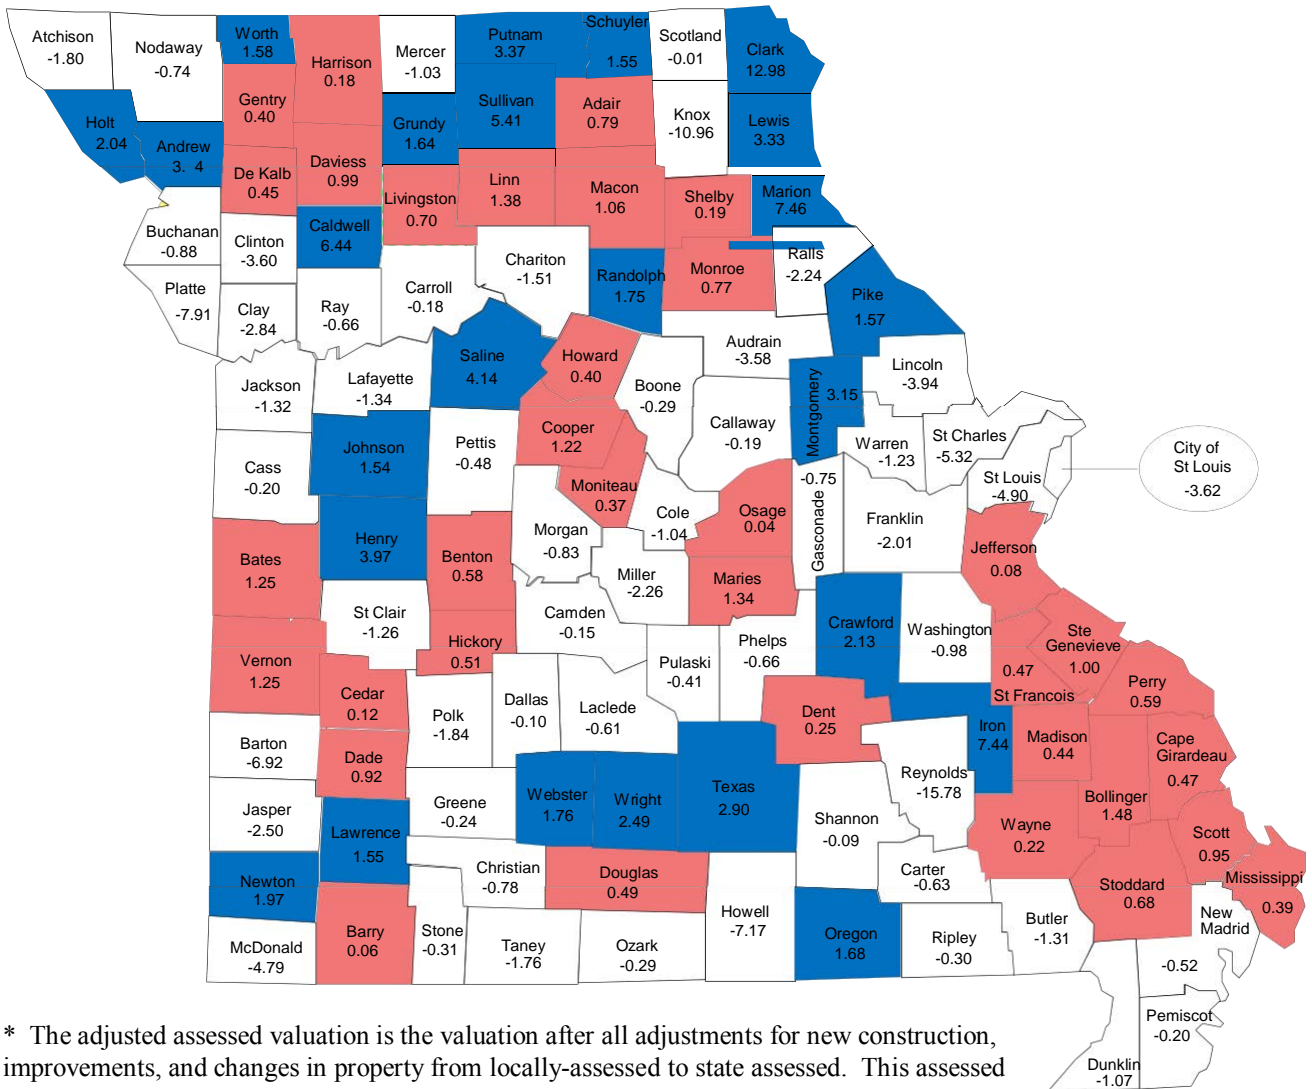 Atchison
-1.80
Nodaway
-0.74
Worth
1.58
Harrison
0.18
Mercer
-1.03
Putnam
3.37
Schuyler
1.55
Scotland
-0.01
Clark
12.98
Holt
2.04
Andrew
3. 4
Gentry
0.40
Grundy
1.64
Sullivan
5.41
Adair
0.79
Knox
-10.96
Lewis
3.33
De Kalb
0.45
Daviess
0.99
Livingston
0.70
Linn
1.38
Macon
1.06
Shelby
0.19
Marion
7.46
Buchanan
-0.88
Clinton
-3.60
Caldwell
6.44
Chariton
-1.51
Randolph
1.75
Monroe
0.77
Ralls
-2.24
Platte
-7.91
Clay
-2.84
Ray
-0.66
Carroll
-0.18
Pike
1.57
Saline
4.14
Howard
0.40
Boone
-0.29
Audrain
-3.58
Lincoln
-3.94
Jackson
-1.32
Lafayette
-1.34
Callaway
-0.19
Montgomery
3.15
Warren
-1.23
St Charles
-5.32
St Louis
-4.90
City of
St Louis
-3.62
Cass
-0.20
Johnson
1.54
Pettis
-0.48
Cooper
1.22
Moniteau
0.37
Cole
-1.04
Osage
0.04
Gasconade
-0.75
Franklin
-2.01
Jefferson
0.08
Bates
1.25
Henry
3.97
Benton
0.58
Morgan
-0.83
Miller
-2.26
Maries
1.34
St Clair
-1.26
Hickory
0.51
Camden
-0.15
Pulaski
-0.41
Phelps
-0.66
Crawford
2.13
Washington
-0.98
Ste
Genevieve
1.00
0.47
St Francois
Perry
0.59
Vernon
1.25
Cedar
0.12
Polk
-1.84
Dallas
-0.10
Laclede
-0.61
Dent
0.25
Iron
7.44
Madison
0.44
Cape
Girardeau
0.47
Barton
-6.92
Dade
0.92
Greene
-0.24
Webster
1.76
Wright
2.49
Texas
2.90
Reynolds
-15.78
Bollinger
1.48
Jasper
-2.50
Lawrence
1.55
Shannon
-0.09
Wayne
0.22
Scott
0.95
Newton
1.97
Christian
-0.78
Douglas
0.49
Carter
-0.63
Stoddard
0.68
Mississippi
0.39
McDonald
-4.79
Barry
0.06
Stone
-0.31
Taney
-1.76
Ozark
-0.29
Howell
-7.17
Oregon
1.68
Ripley
-0.30
Butler
-1.31
New
Madrid
-0.52
Pemiscot
-0.20
Dunklin
-1.07
* The adjusted assessed valuation is the valuation after all adjustments for new construction,
improvements, and changes in property from locally-assessed to state assessed. This assessed